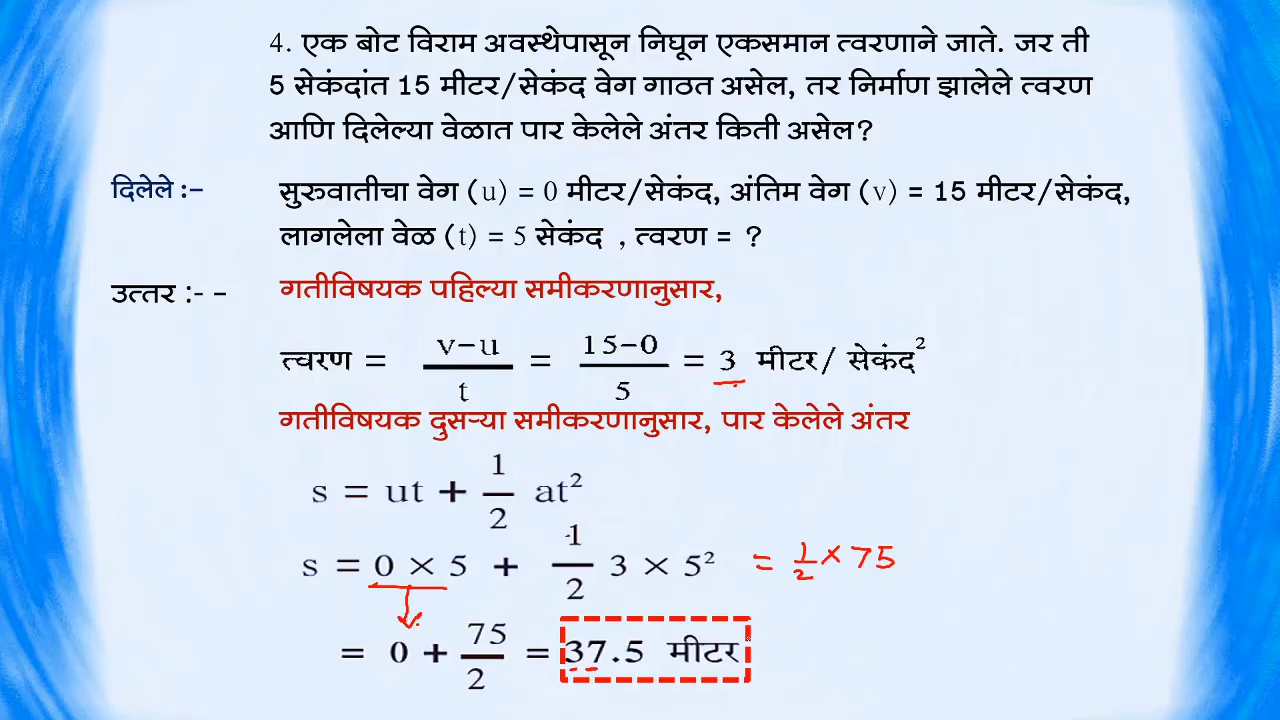 4. एक बोट विराम अवस्थेपासून निघून एकसमान त्वरणाने जाते. जर ती
5 सेकंदांत 15 मीटर/सेकंद वेग गाठत असेल, तर निर्माण झालेले त्वरण
आणि दिलेल्या वेळात पार केलेले अंतर किती असेल?
दिलेले :- सुरुवातीचा वेग (u) = 0 मीटर/सेकंद, अंतिम वेग (v) = 15 मीटर/सेकंद,
लागलेला वेळ (t) = 5 सेकंद , त्वरण = ?
उत्तर :- - गतीविषयक पहिल्या समीकरणानुसार,
त्वरण = v-u/t = 15-0/5 = 3 मीटर/ सेकंद²
गतीविषयक दुसऱ्या समीकरणानुसार, पार केलेले अंतर
s = ut + 1/2 at²
s = 0 × 5 + 1/2 3 × 5² = 1/2 × 75
= 0 + 75/2 = 37.5 मीटर